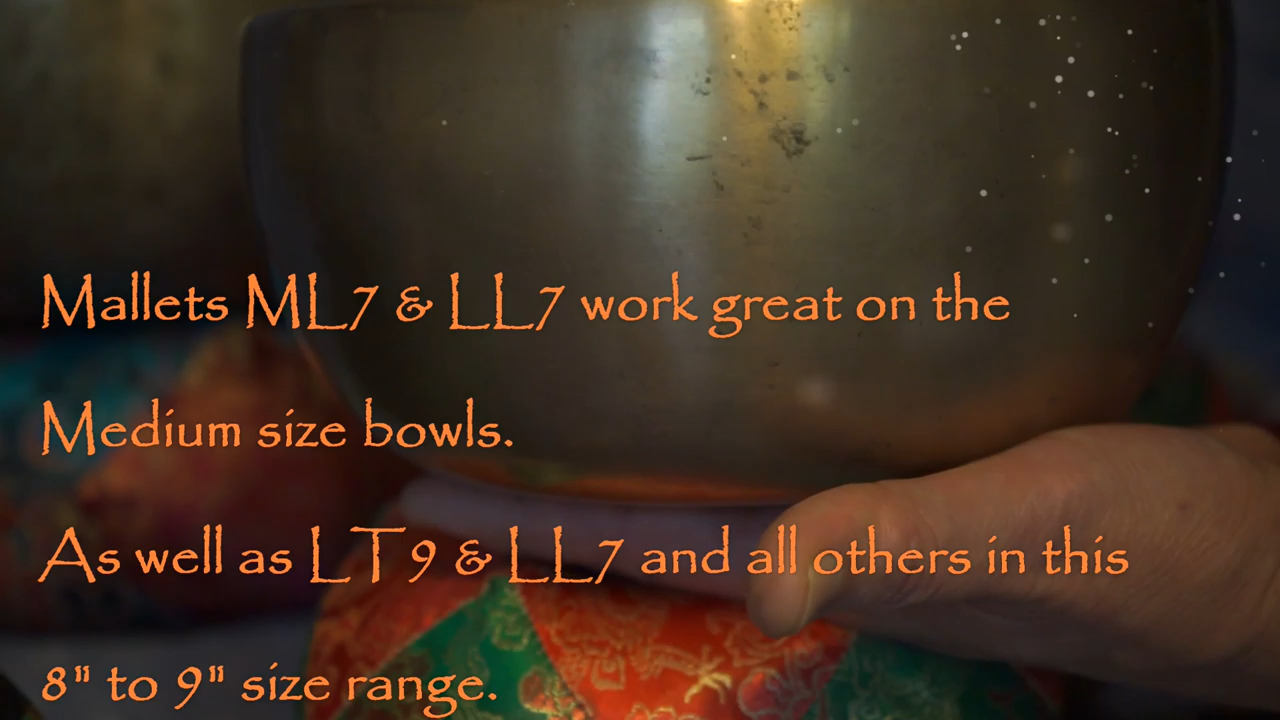 Mallets ML7 & LL7 work great on the
Medium size bowls.
As well as LT9 & LL7 and all others in this
8" to 9" size range.